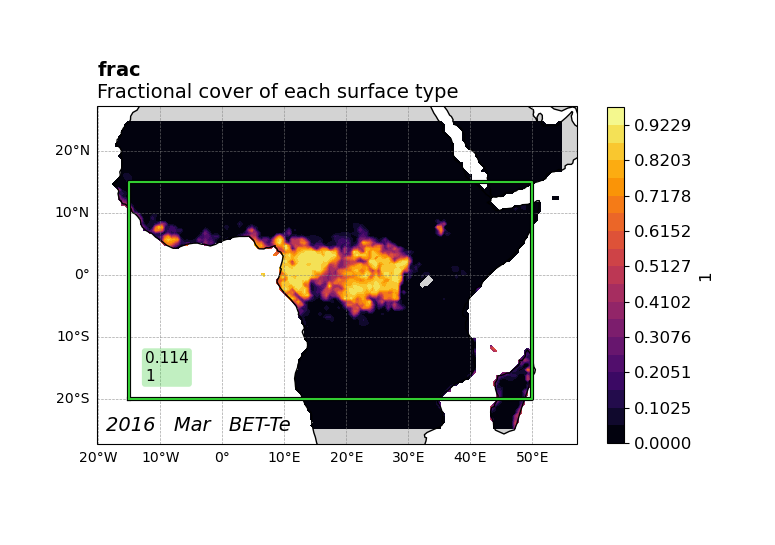 frac
Fractional cover of each surface type
20°N
10°N
0°
10°S
20°S
20°W 10°W 0° 10°E 20°E 30°E 40°E 50°E
0.114
1
2016 Mar BET-Te
0.9229
0.8203
0.7178
0.6152
0.5127
0.4102
0.3076
0.2051
0.1025
0.0000
1